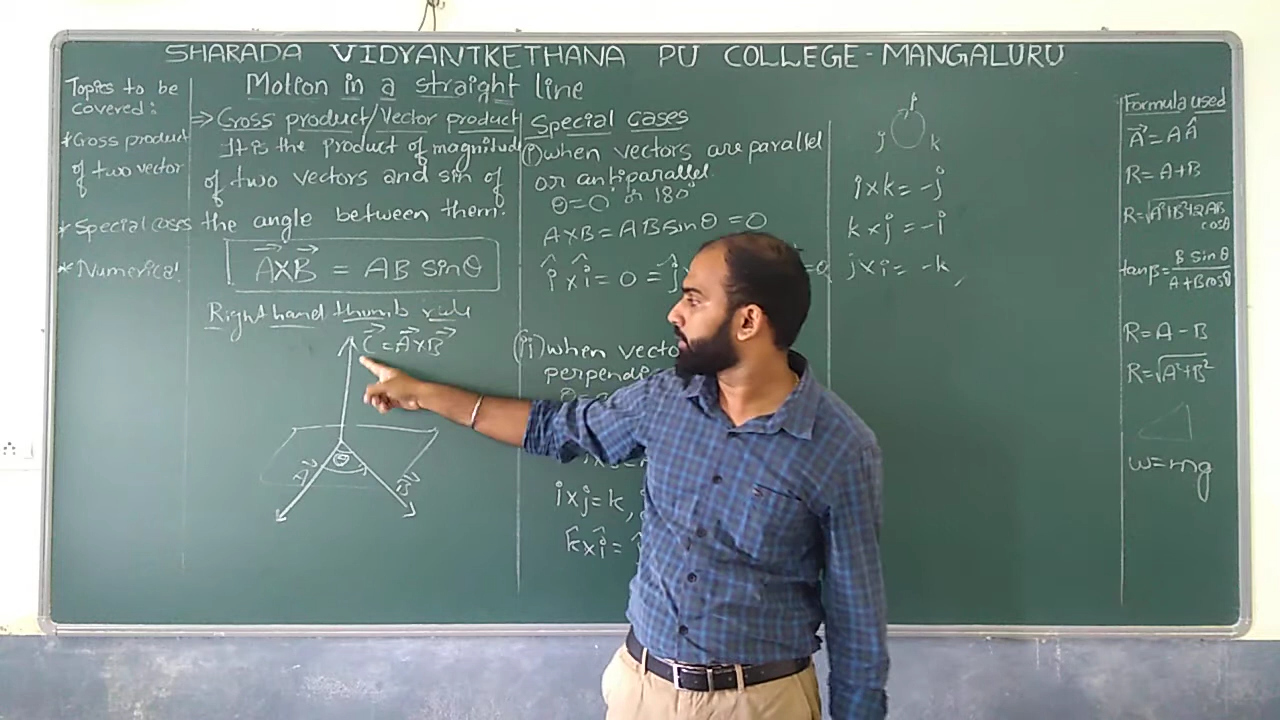 SHARADA VIDYANIKETHANA PU COLLEGE - MANGALURU
Motion in a straight line
Topics to be
covered:
* Cross product
of two vector
* Special cases
* Numerical
⇒ Cross product/Vector product
It is the product of magnitude
of two vectors and sin of
the angle between them.
A⃗×B⃗ = AB sinθ
Right hand thumb rule
C⃗=A⃗×B⃗
θ
A⃗
B⃗
Special cases
(i) when vectors are parallel
or antiparallel.
θ=0° or 180°
A×B = AB sinθ = 0
î × î = 0 = ĵ
= 0
(ii) when vecto
perpendi
i×j = k,
k×î =
j
k
i×k = -j
k×j = -i
j×i = -k
Formula used
A⃗ = A Â
R = A+B
R=√A²+B²+2AB
cosθ
tanβ = B sinθ / A+Bcosθ
R = A - B
R=√A²+B²
w=mg